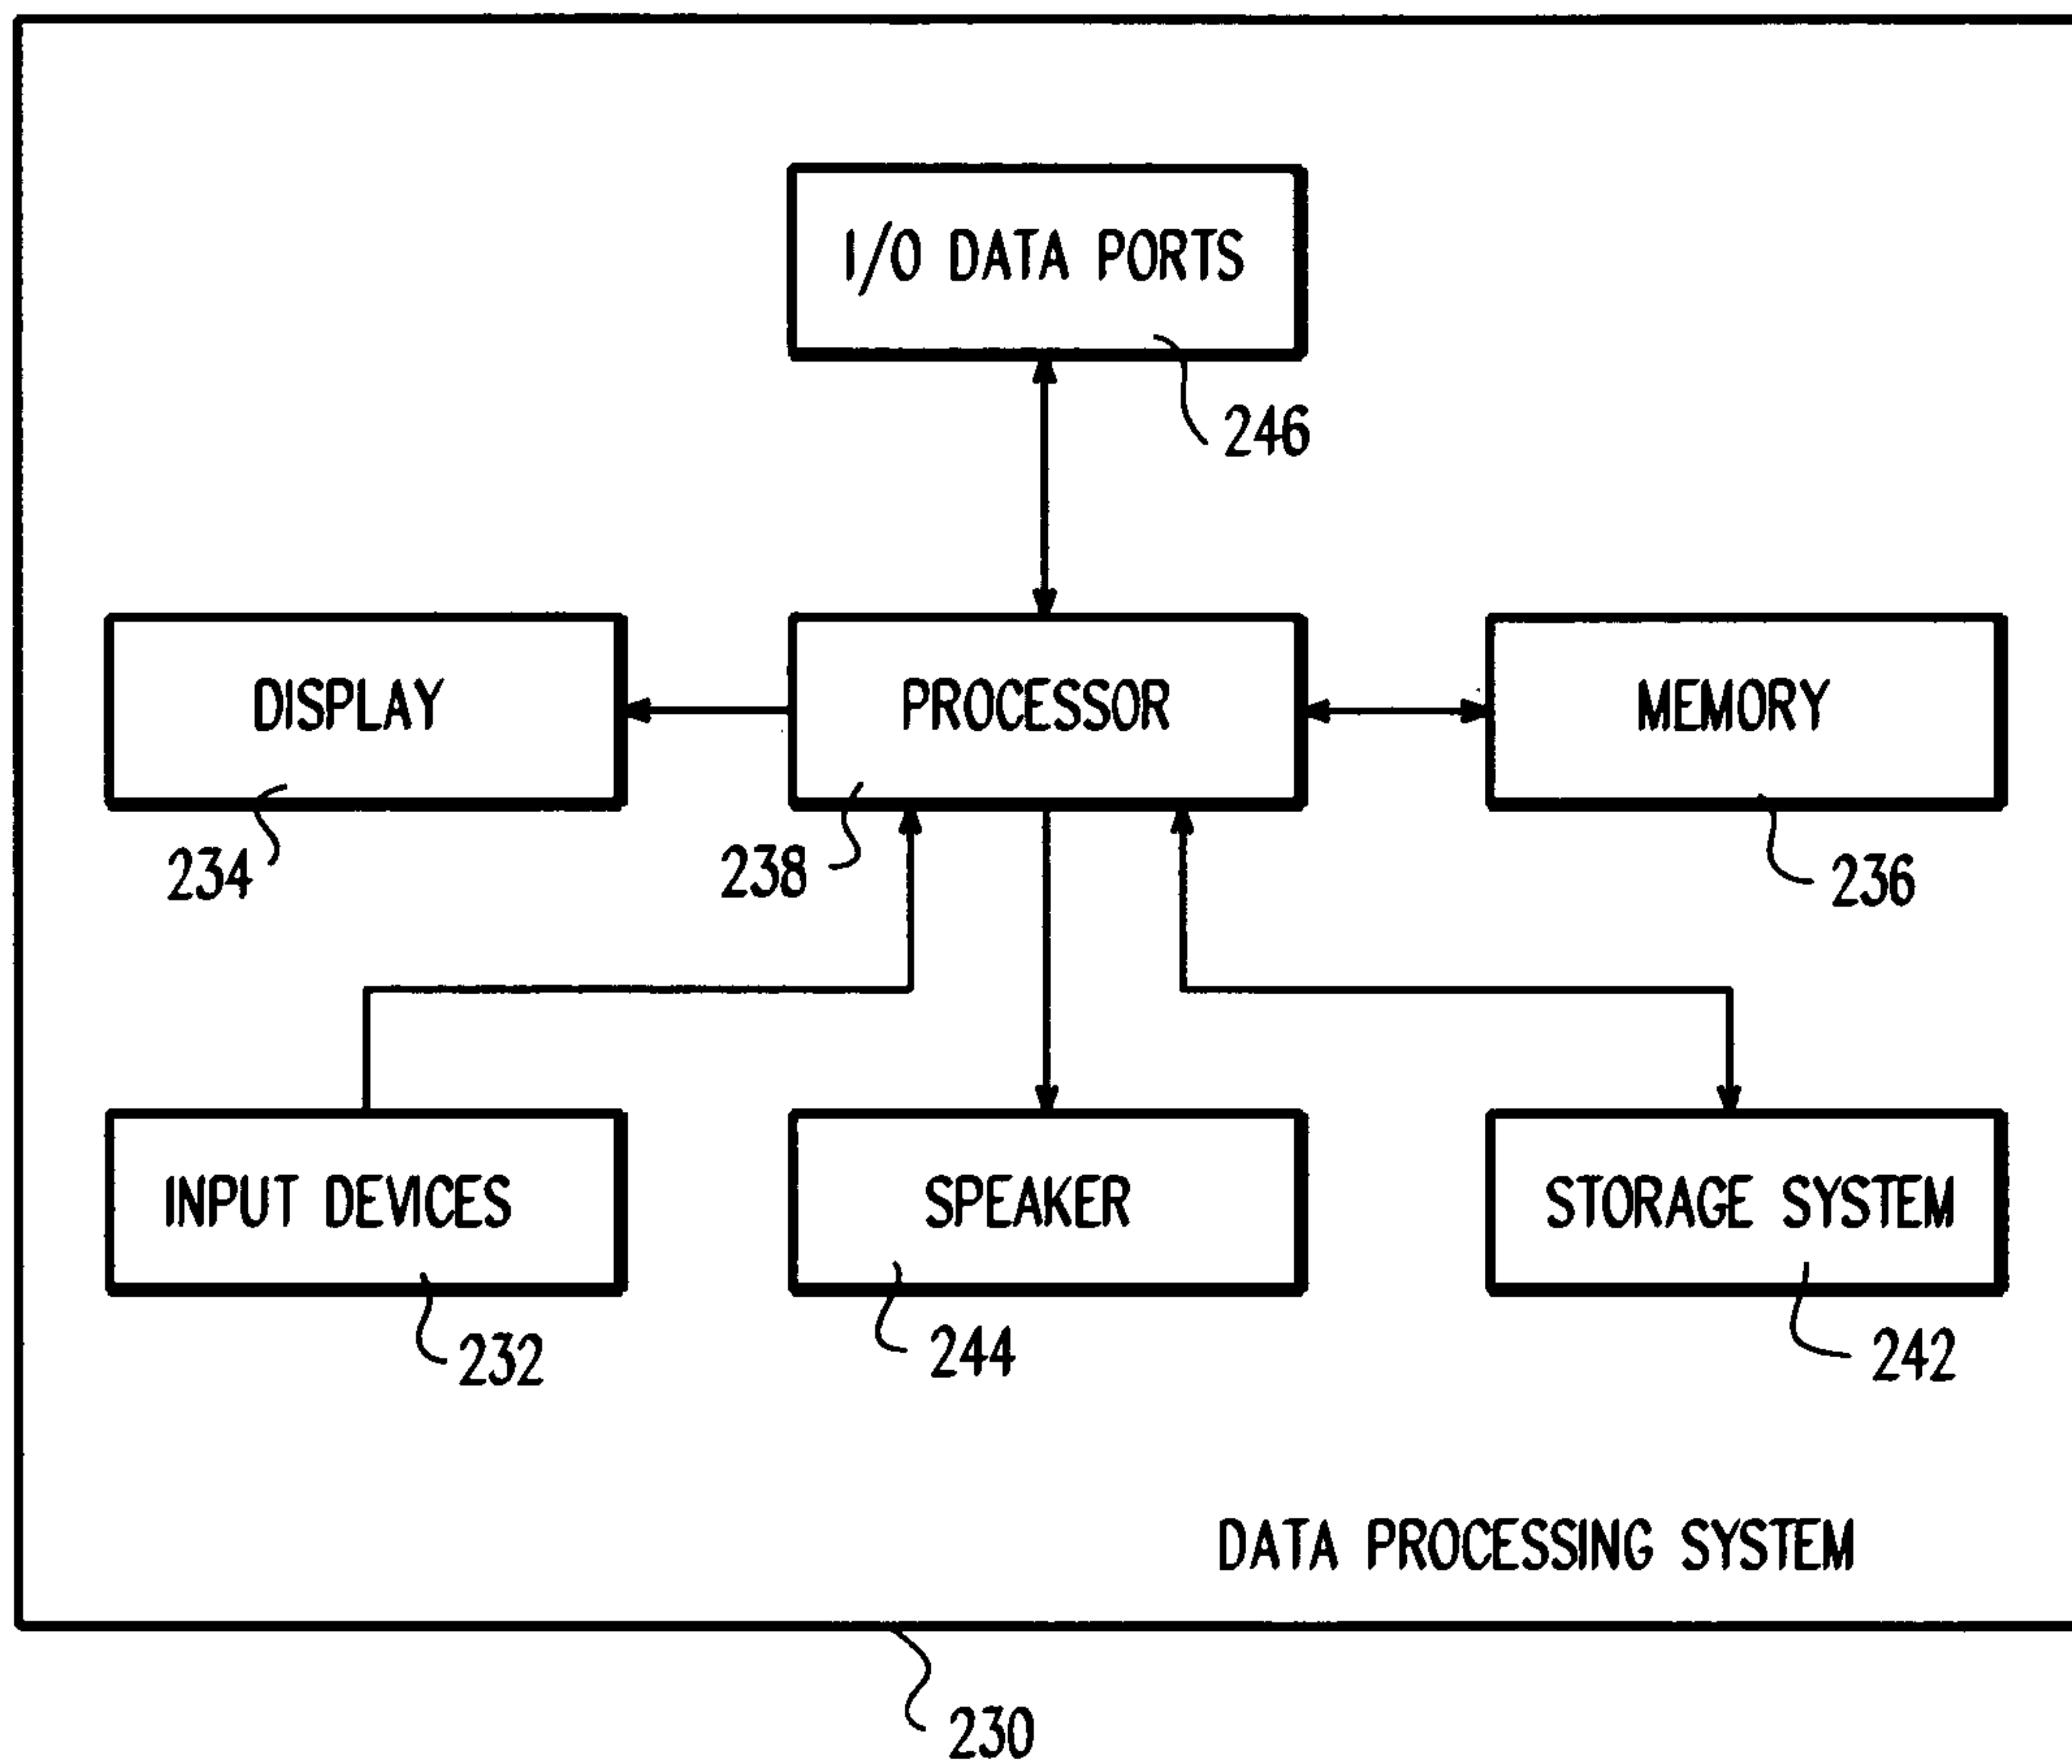 I/O DATA PORTS
246
DISPLAY
PROCESSOR
MEMORY
234
238
236
INPUT DEVICES
SPEAKER
STORAGE SYSTEM
232
244
242
DATA PROCESSING SYSTEM
230